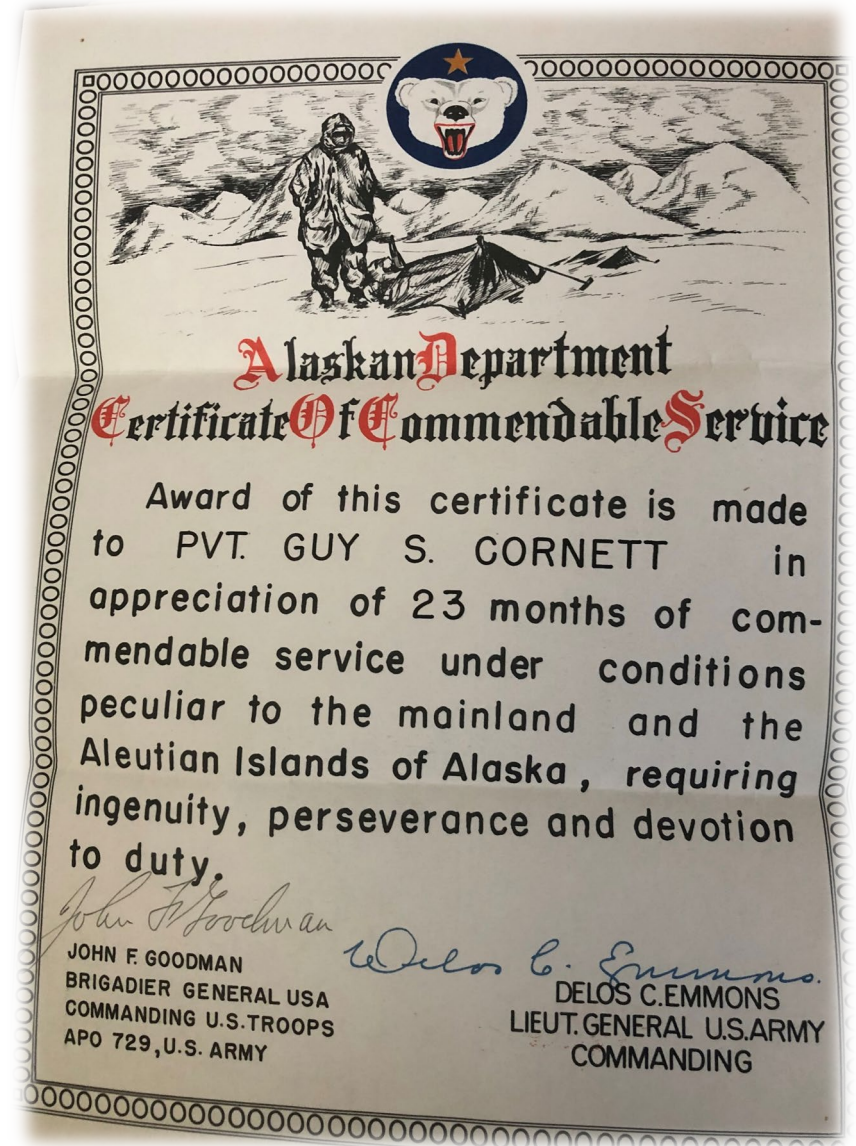 Alaskan Department
Certificate Of Commendable Service
Award of this certificate is made
to PVT. GUY S. CORNETT in
appreciation of 23 months of com-
mendable service under conditions
peculiar to the mainland and the
Aleutian Islands of Alaska, requiring
ingenuity, perseverance and devotion
to duty.
John F Goodman
JOHN F. GOODMAN
BRIGADIER GENERAL USA
COMMANDING U.S. TROOPS
APO 729, U.S. ARMY
Delos C. Emmons.
DELOS C. EMMONS
LIEUT. GENERAL U.S. ARMY
COMMANDING